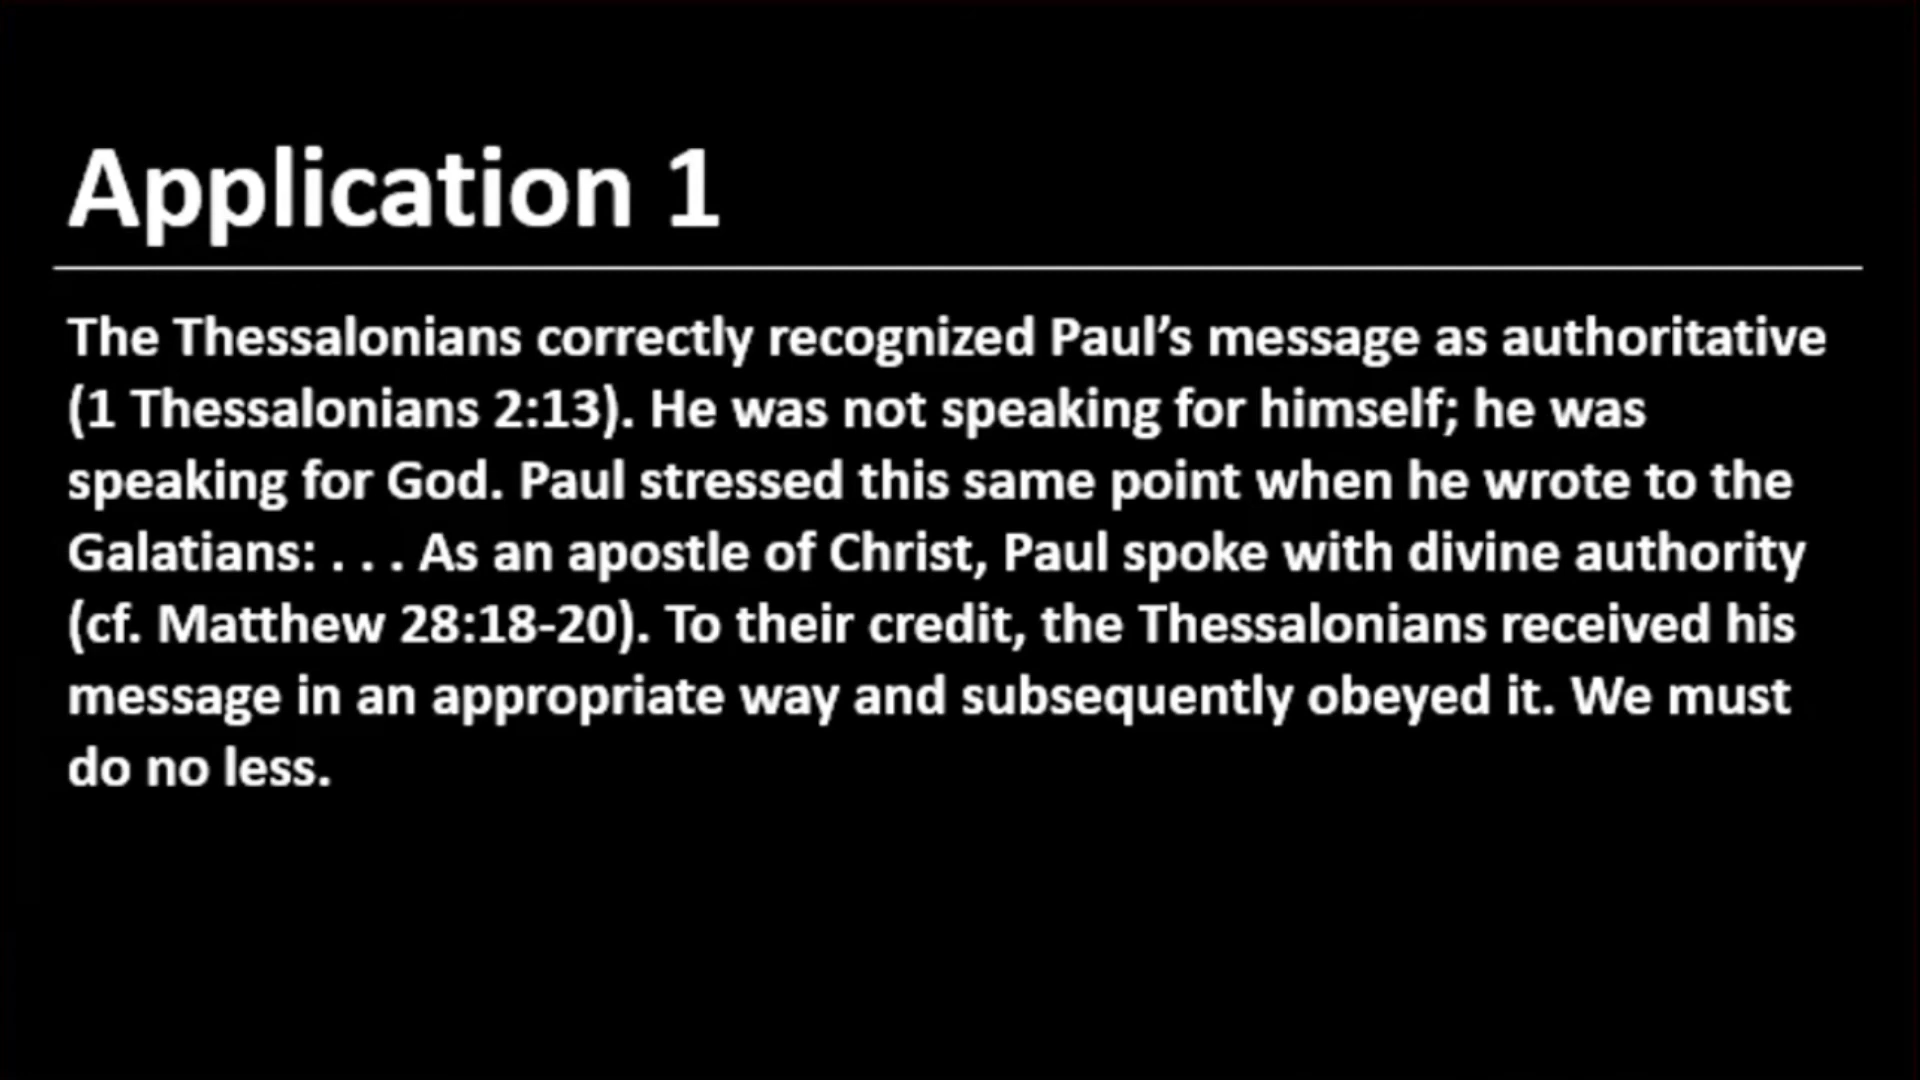 Application 1
The Thessalonians correctly recognized Paul’s message as authoritative
(1 Thessalonians 2:13). He was not speaking for himself; he was
speaking for God. Paul stressed this same point when he wrote to the
Galatians: . . . As an apostle of Christ, Paul spoke with divine authority
(cf. Matthew 28:18-20). To their credit, the Thessalonians received his
message in an appropriate way and subsequently obeyed it. We must
do no less.